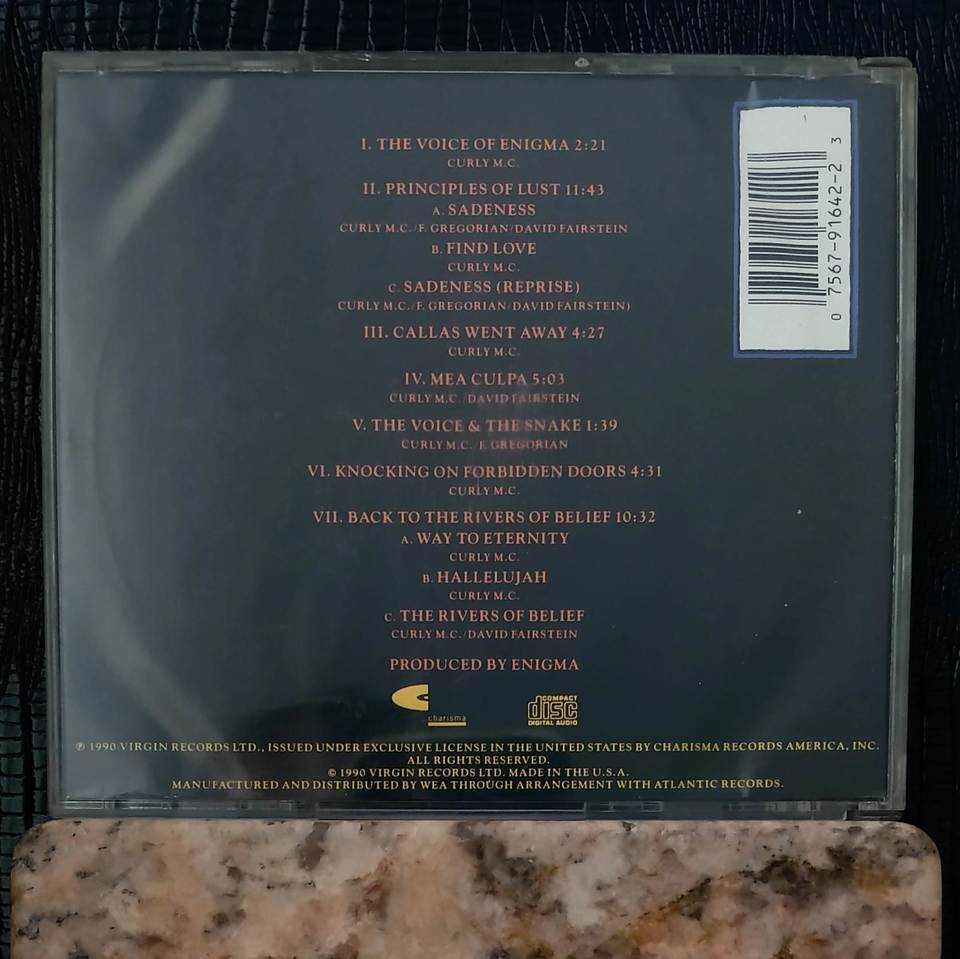 I. THE VOICE OF ENIGMA 2:21
CURLY M.C.
II. PRINCIPLES OF LUST 11:43
A. SADENESS
CURLY M.C./F. GREGORIAN/DAVID FAIRSTEIN
B. FIND LOVE
CURLY M.C.
C. SADENESS (REPRISE)
CURLY M.C./F. GREGORIAN/DAVID FAIRSTEIN)
III. CALLAS WENT AWAY 4:27
CURLY M.C.
IV. MEA CULPA 5:03
CURLY M.C./DAVID FAIRSTEIN
V. THE VOICE & THE SNAKE 1:39
CURLY M.C./F. GREGORIAN
VI. KNOCKING ON FORBIDDEN DOORS 4:31
CURLY M.C.
VII. BACK TO THE RIVERS OF BELIEF 10:32
A. WAY TO ETERNITY
CURLY M.C.
B. HALLELUJAH
CURLY M.C.
C. THE RIVERS OF BELIEF
CURLY M.C./DAVID FAIRSTEIN
PRODUCED BY ENIGMA
charisma
COMPACT
disc
DIGITAL AUDIO
℗ 1990 VIRGIN RECORDS LTD., ISSUED UNDER EXCLUSIVE LICENSE IN THE UNITED STATES BY CHARISMA RECORDS AMERICA, INC.
ALL RIGHTS RESERVED.
© 1990 VIRGIN RECORDS LTD. MADE IN THE U.S.A.
MANUFACTURED AND DISTRIBUTED BY WEA THROUGH ARRANGEMENT WITH ATLANTIC RECORDS.
0 7567-91642-2 3